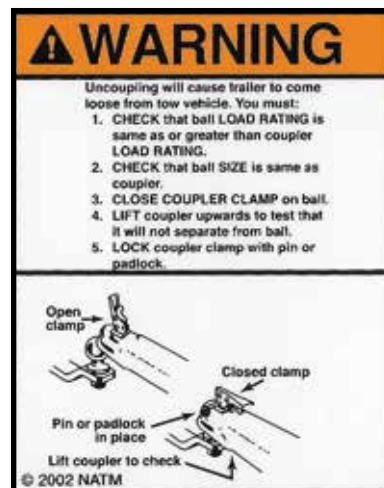 WARNING
Uncoupling will cause trailer to come
loose from tow vehicle. You must:
1. CHECK that ball LOAD RATING is
same as or greater than coupler
LOAD RATING.
2. CHECK that ball SIZE is same as
coupler.
3. CLOSE COUPLER CLAMP on ball.
4. LIFT coupler upwards to test that
it will not separate from ball.
5. LOCK coupler clamp with pin or
padlock.
Open
clamp
Closed clamp
Pin or padlock
in place
Lift coupler to check
© 2002 NATM